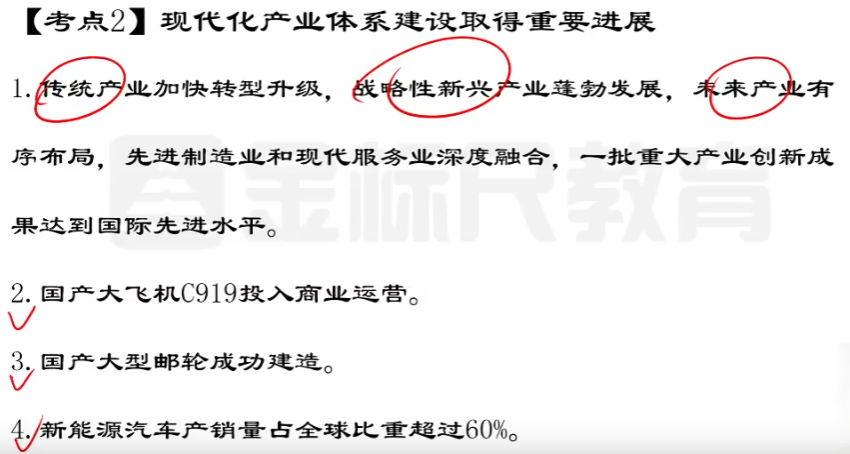 【考点2】现代化产业体系建设取得重要进展
1.传统产业加快转型升级，战略性新兴产业蓬勃发展，未来产业有
序布局，先进制造业和现代服务业深度融合，一批重大产业创新成
果达到国际先进水平。
金标尺教育
2.国产大飞机C919投入商业运营。
3.国产大型邮轮成功建造。
4.新能源汽车产销量占全球比重超过60%。